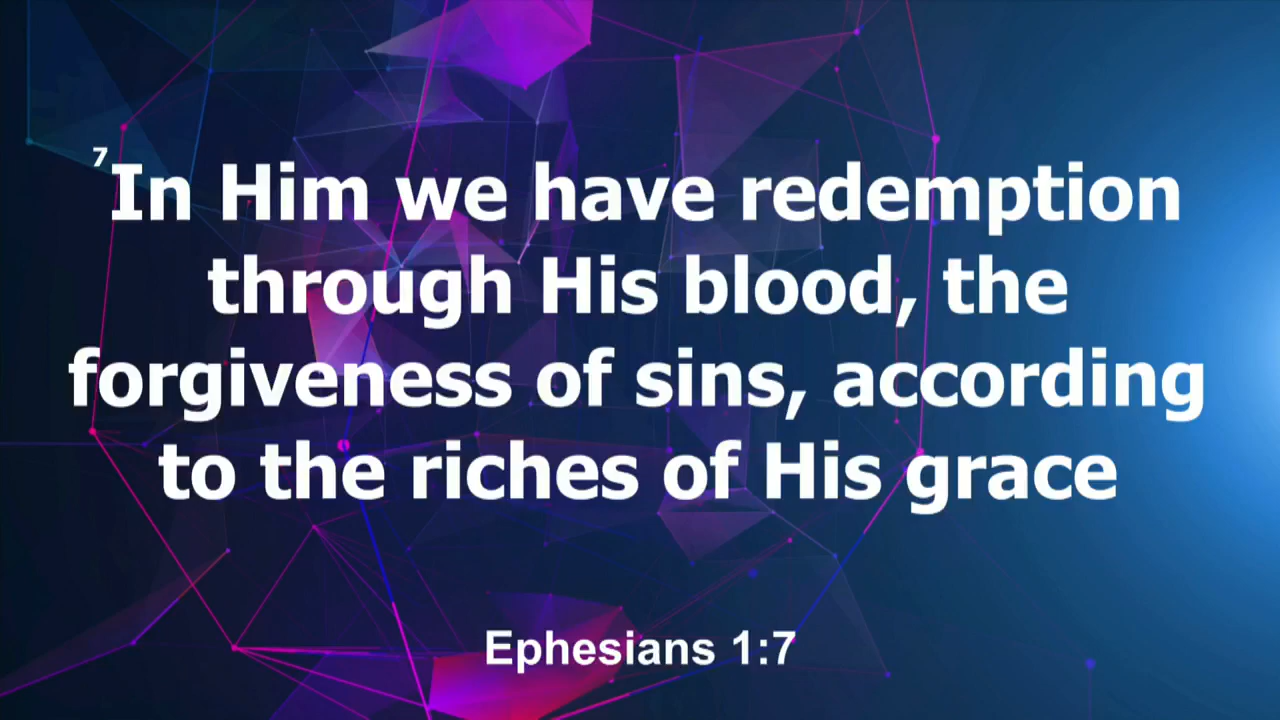 ⁷In Him we have redemption
through His blood, the
forgiveness of sins, according
to the riches of His grace
Ephesians 1:7